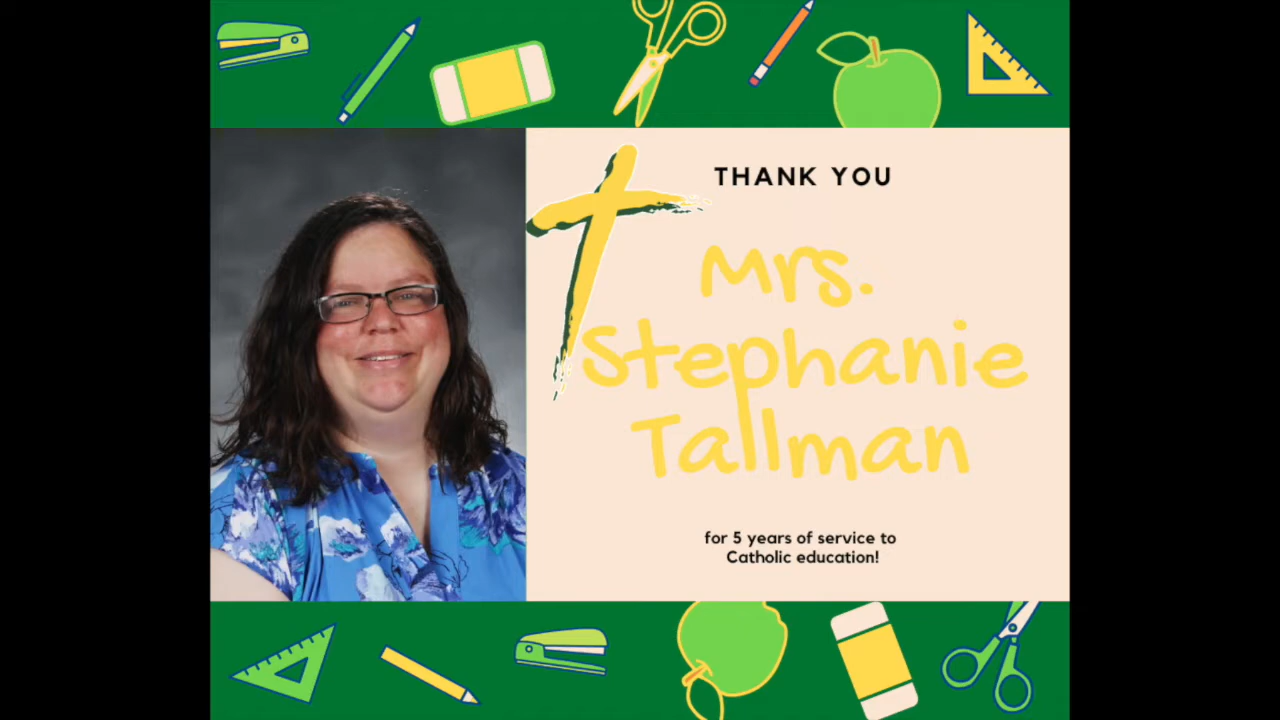 THANK YOU
Mrs.
Stephanie
Tallman
for 5 years of service to
Catholic education!